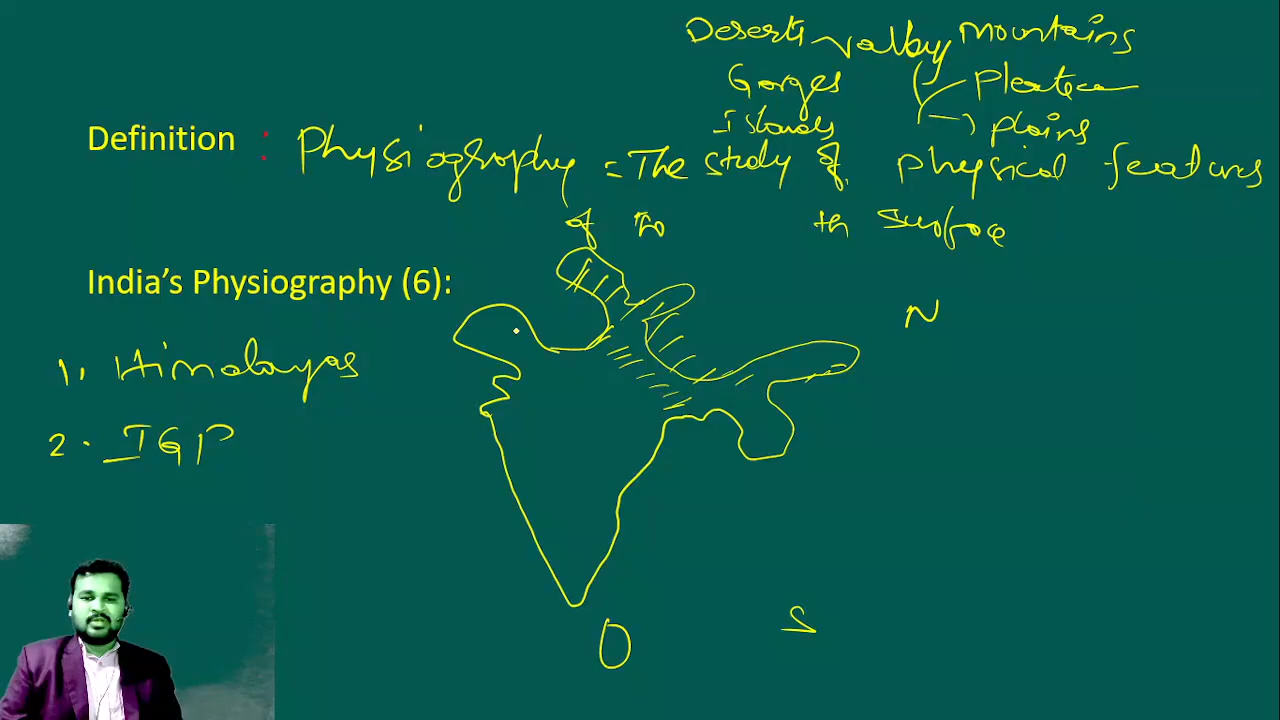 Deserts valley mountains
Gorges Plateau
Islands plains
Definition : Physiography = The study of physical features
of the surface
India's Physiography (6):
N
1. Himalayas
2. IGP
S